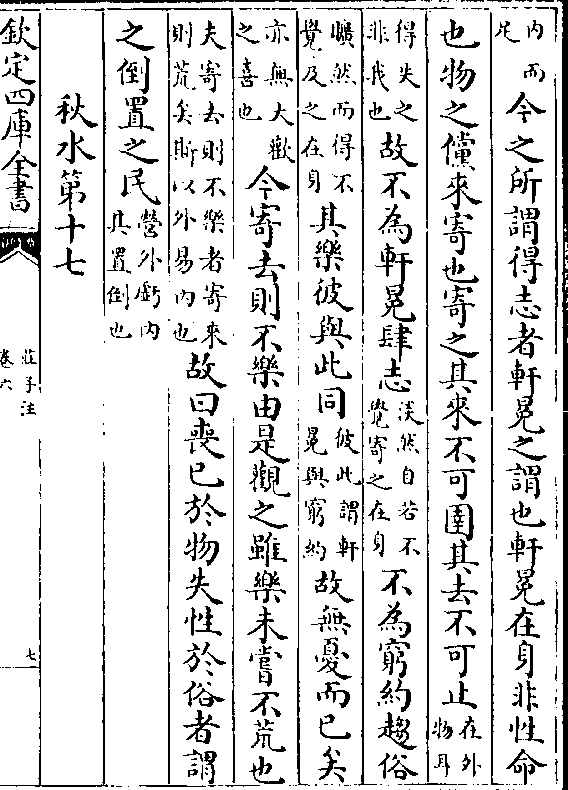 内而足今之所謂得志者軒冕之謂也軒冕在身非性命
也物之儻來寄也寄之其來不可圉其去不可止在外物耳
得失之非我也故不為軒冕肆志淡然自若不覺寄之在身不為窮約趨俗
曠然而得不覺及之在身其樂彼與此同彼此謂軒冕與窮約故無憂而已矣
亦無大歡之喜也今寄去則不樂由是觀之雖樂未嘗不荒也
夫寄去則不樂者寄來則荒矣斯以外易内也故曰喪已於物失性於俗者謂
之倒置之民營外虧内其置倒也
秋水第十七
欽定四庫全書
莊子注
卷六
七